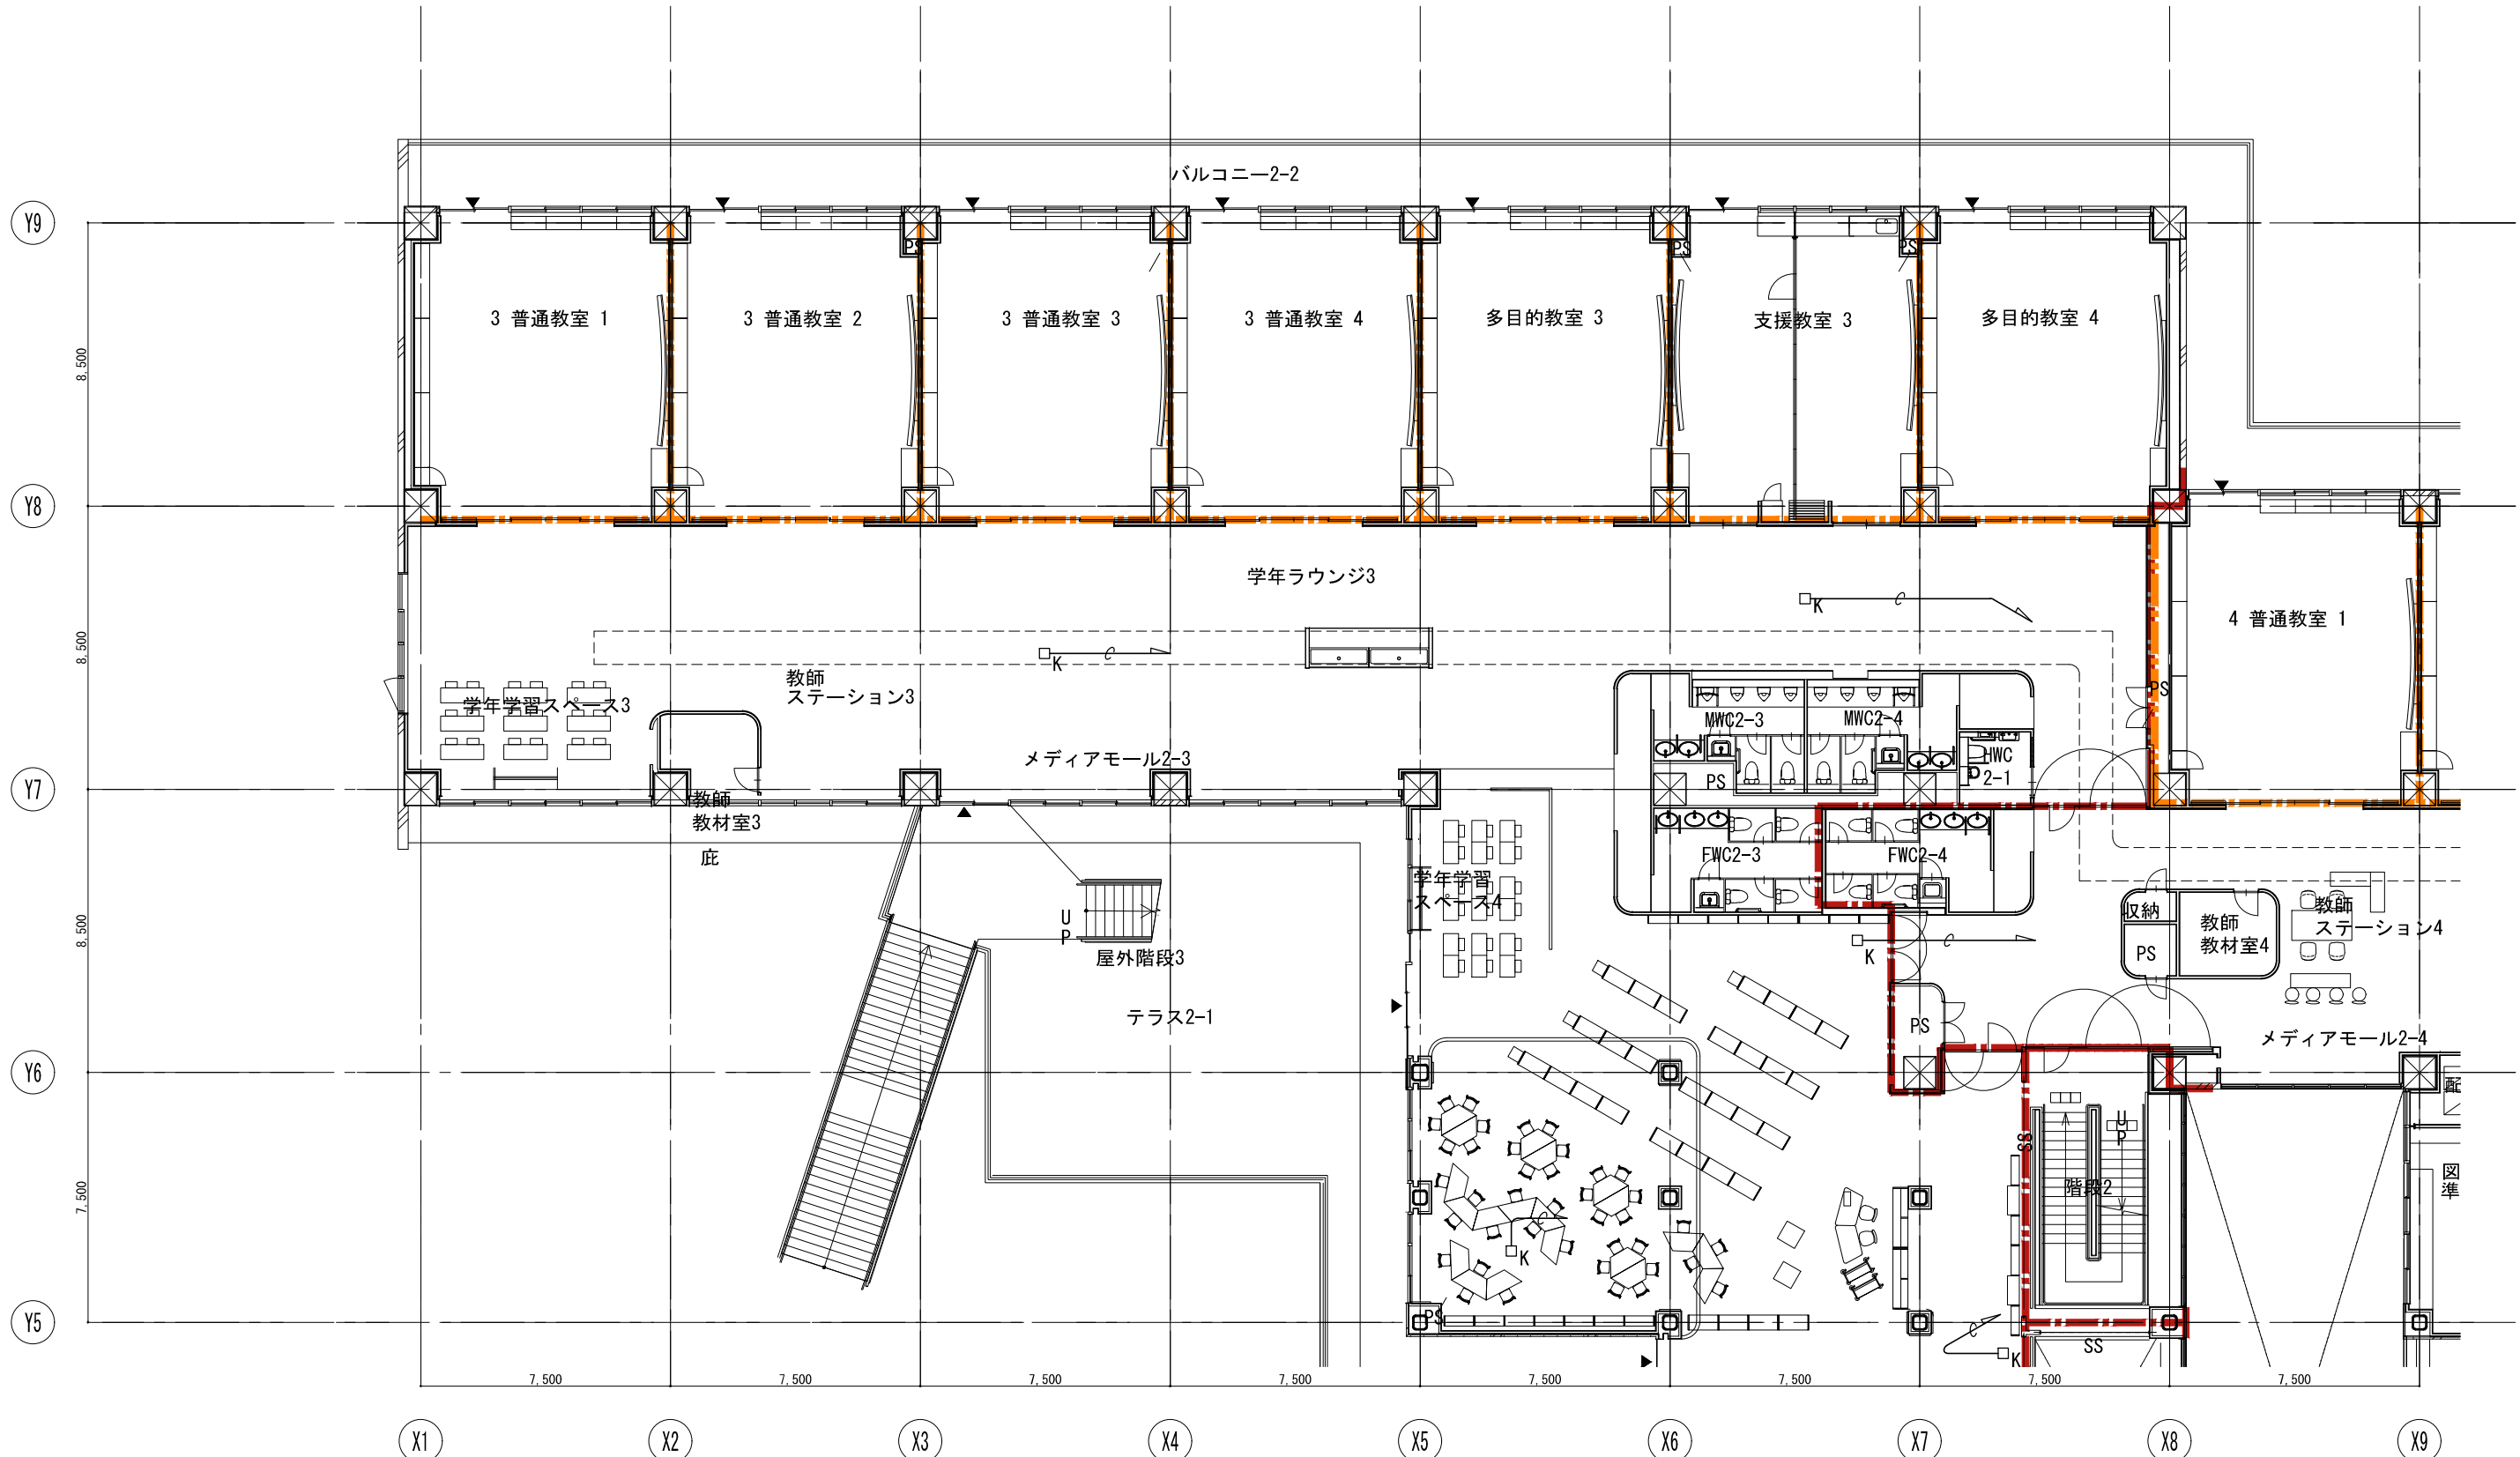 バルコニー2-2
Y9
PS
PS
PS
3 普通教室 1
3 普通教室 2
3 普通教室 3
3 普通教室 4
多目的教室 3
支援教室 3
多目的教室 4
8,500
Y8
学年ラウンジ3
K
C
4 普通教室 1
8,500
K
C
教師
ステーション3
学年学習スペース3
PS
MWC2-3
MWC2-4
メディアモール2-3
HWC
2-1
PS
Y7
教師
教材室3
庇
FWC2-3
FWC2-4
学年学習
スペース4
UP
屋外階段3
8,500
収納
PS
教師
教材室4
教師
ステーション4
K
C
テラス2-1
PS
メディアモール2-4
Y6
配
UP
SS
階段2
図
準
7,500
C
K
PS
Y5
C
K
SS
7,500
7,500
7,500
7,500
7,500
7,500
7,500
7,500
X1
X2
X3
X4
X5
X6
X7
X8
X9